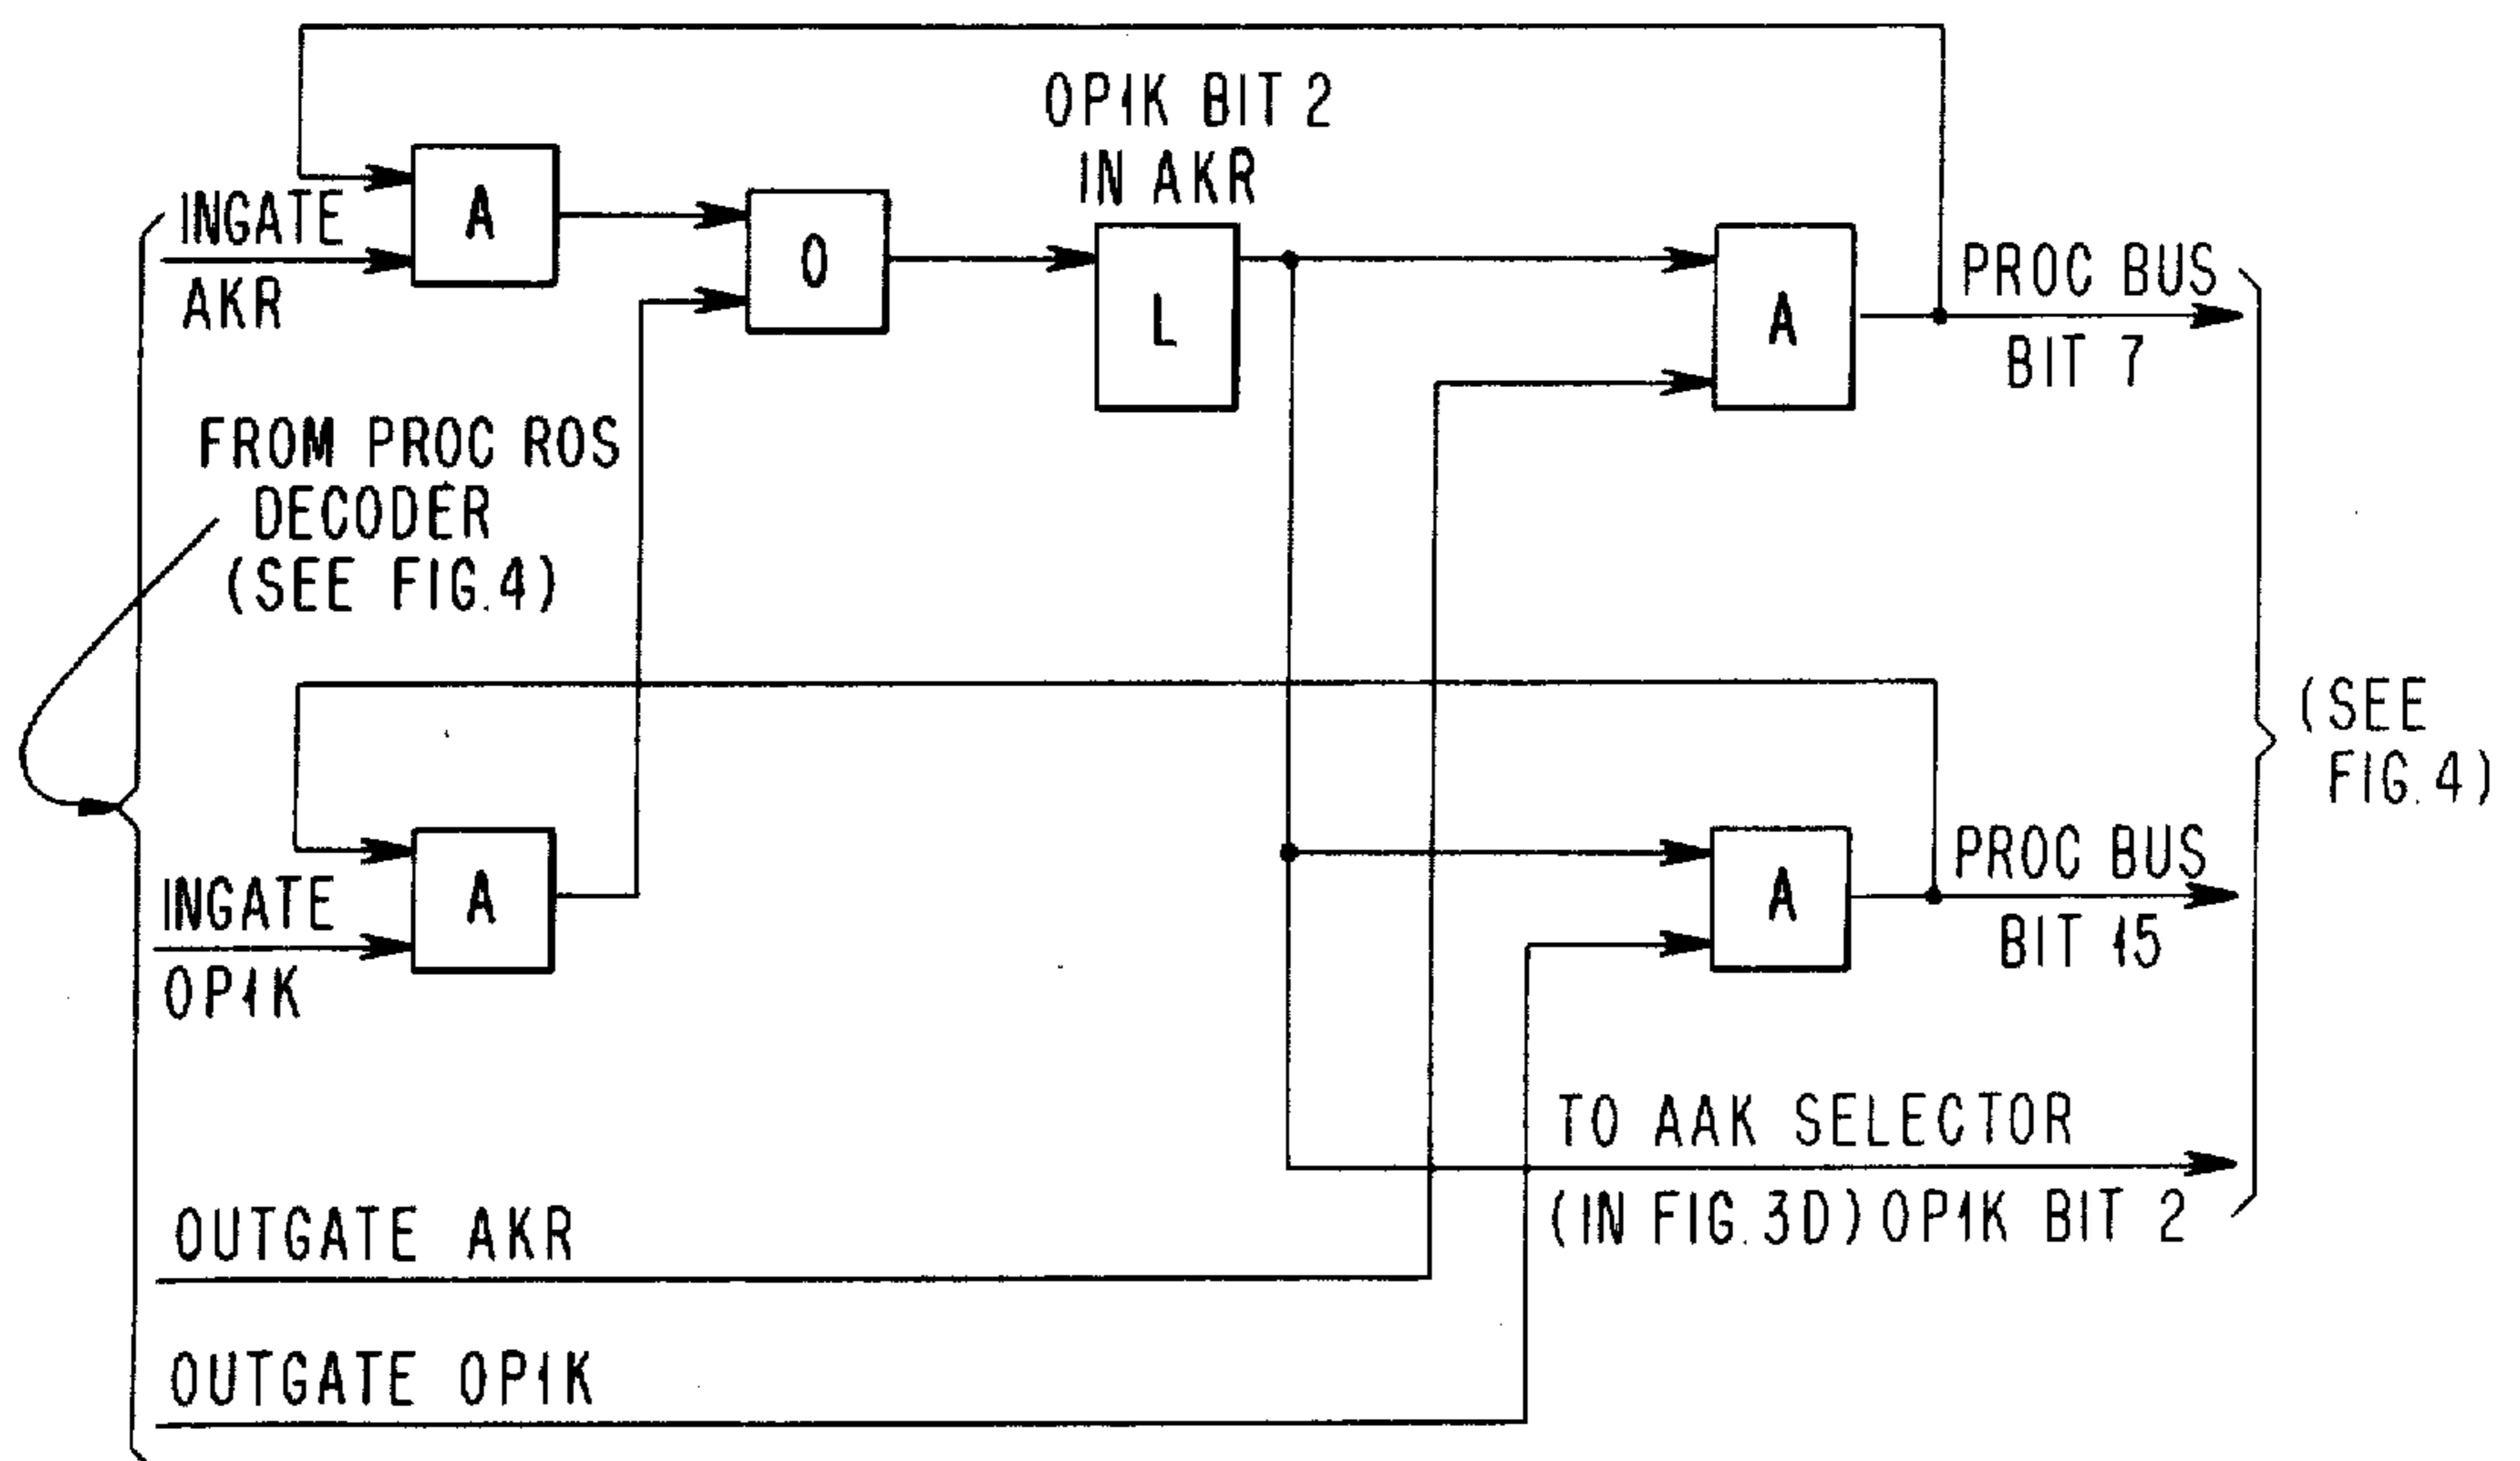 OP1K BIT 2
IN AKR
INGATE
AKR
A
O
L
A
PROC BUS
BIT 7
FROM PROC ROS
DECODER
(SEE FIG.4)
(SEE
FIG.4)
INGATE
OP1K
A
A
PROC BUS
BIT 15
TO AAK SELECTOR
(IN FIG.3D) OP1K BIT 2
OUTGATE AKR
OUTGATE OP1K